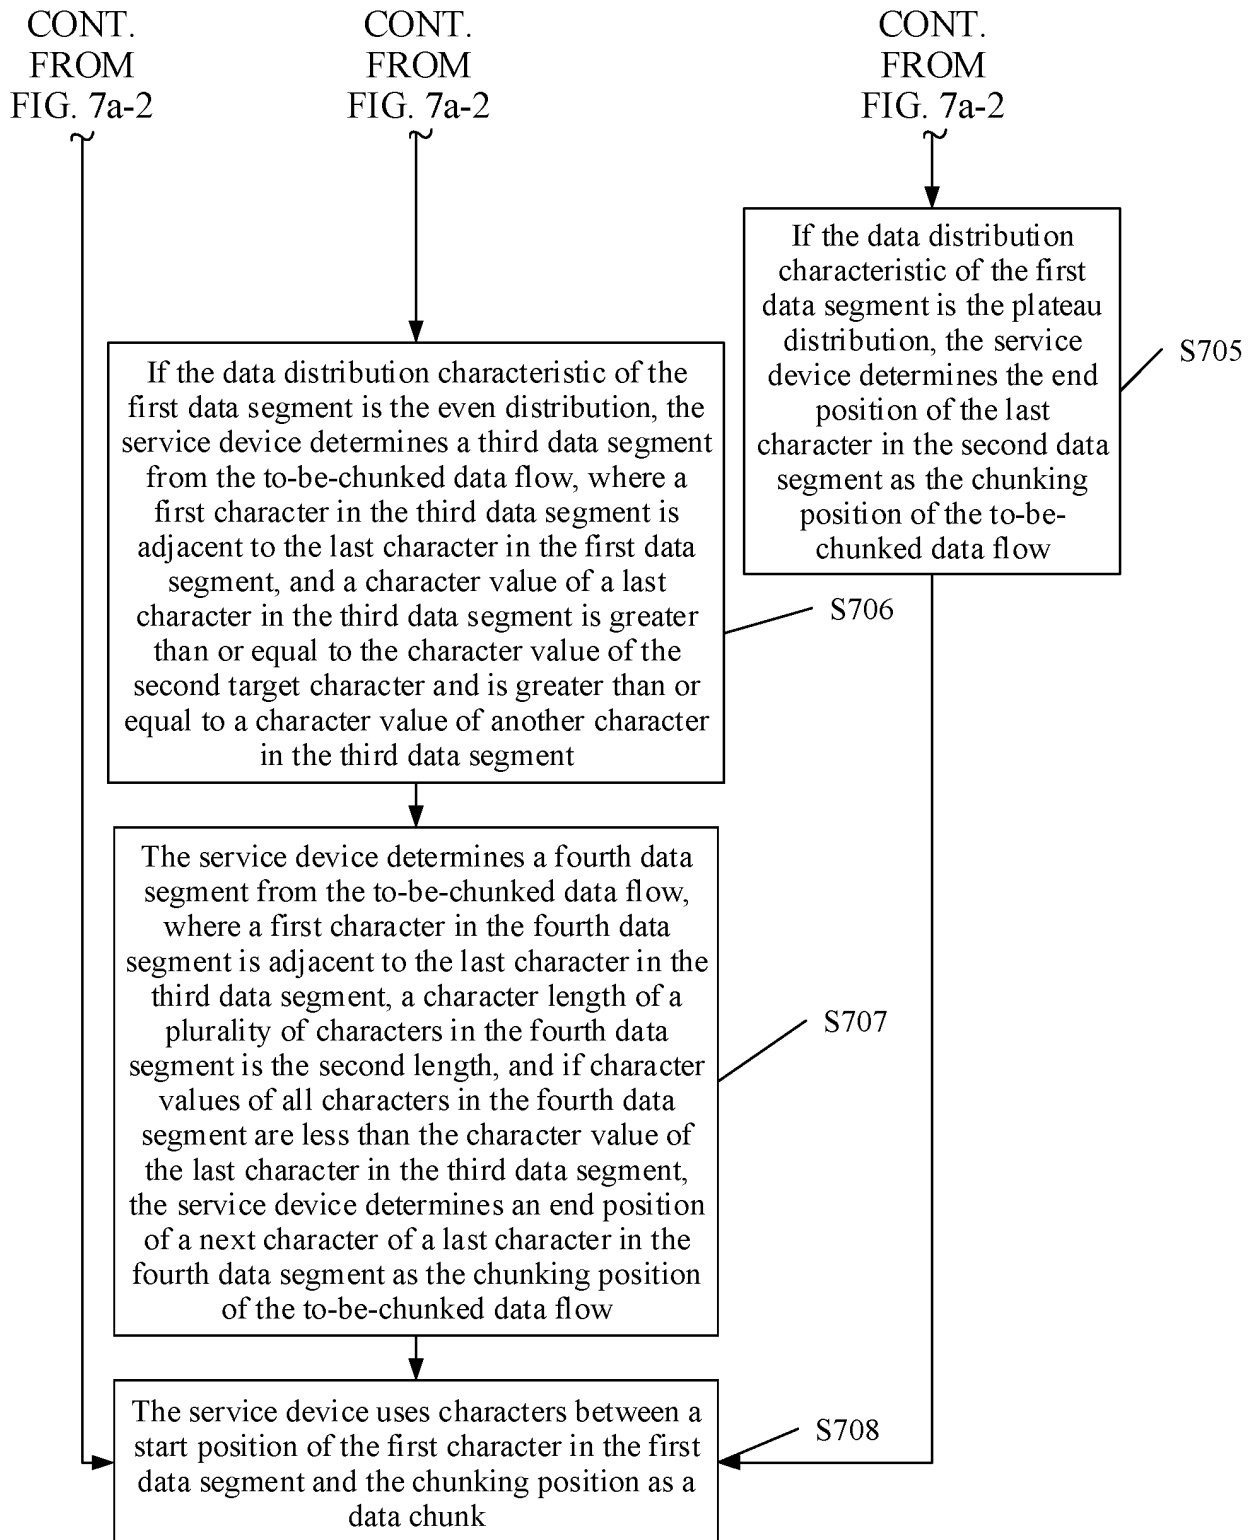 CONT.
FROM
FIG. 7a-2
CONT.
FROM
FIG. 7a-2
CONT.
FROM
FIG. 7a-2
If the data distribution
characteristic of the first
data segment is the plateau
distribution, the service
device determines the end
position of the last
character in the second data
segment as the chunking
position of the to-be-
chunked data flow
S705
If the data distribution characteristic of the
first data segment is the even distribution, the
service device determines a third data segment
from the to-be-chunked data flow, where a
first character in the third data segment is
adjacent to the last character in the first data
segment, and a character value of a last
character in the third data segment is greater
than or equal to the character value of the
second target character and is greater than or
equal to a character value of another character
in the third data segment
S706
The service device determines a fourth data
segment from the to-be-chunked data flow,
where a first character in the fourth data
segment is adjacent to the last character in the
third data segment, a character length of a
plurality of characters in the fourth data
segment is the second length, and if character
values of all characters in the fourth data
segment are less than the character value of
the last character in the third data segment,
the service device determines an end position
of a next character of a last character in the
fourth data segment as the chunking position
of the to-be-chunked data flow
S707
The service device uses characters between a
start position of the first character in the first
data segment and the chunking position as a
data chunk
S708